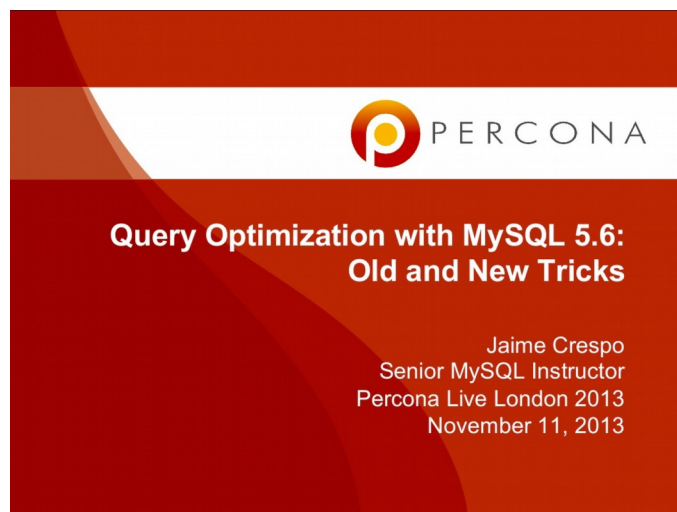 PERCONA
Query Optimization with MySQL 5.6:
Old and New Tricks
Jaime Crespo
Senior MySQL Instructor
Percona Live London 2013
November 11, 2013